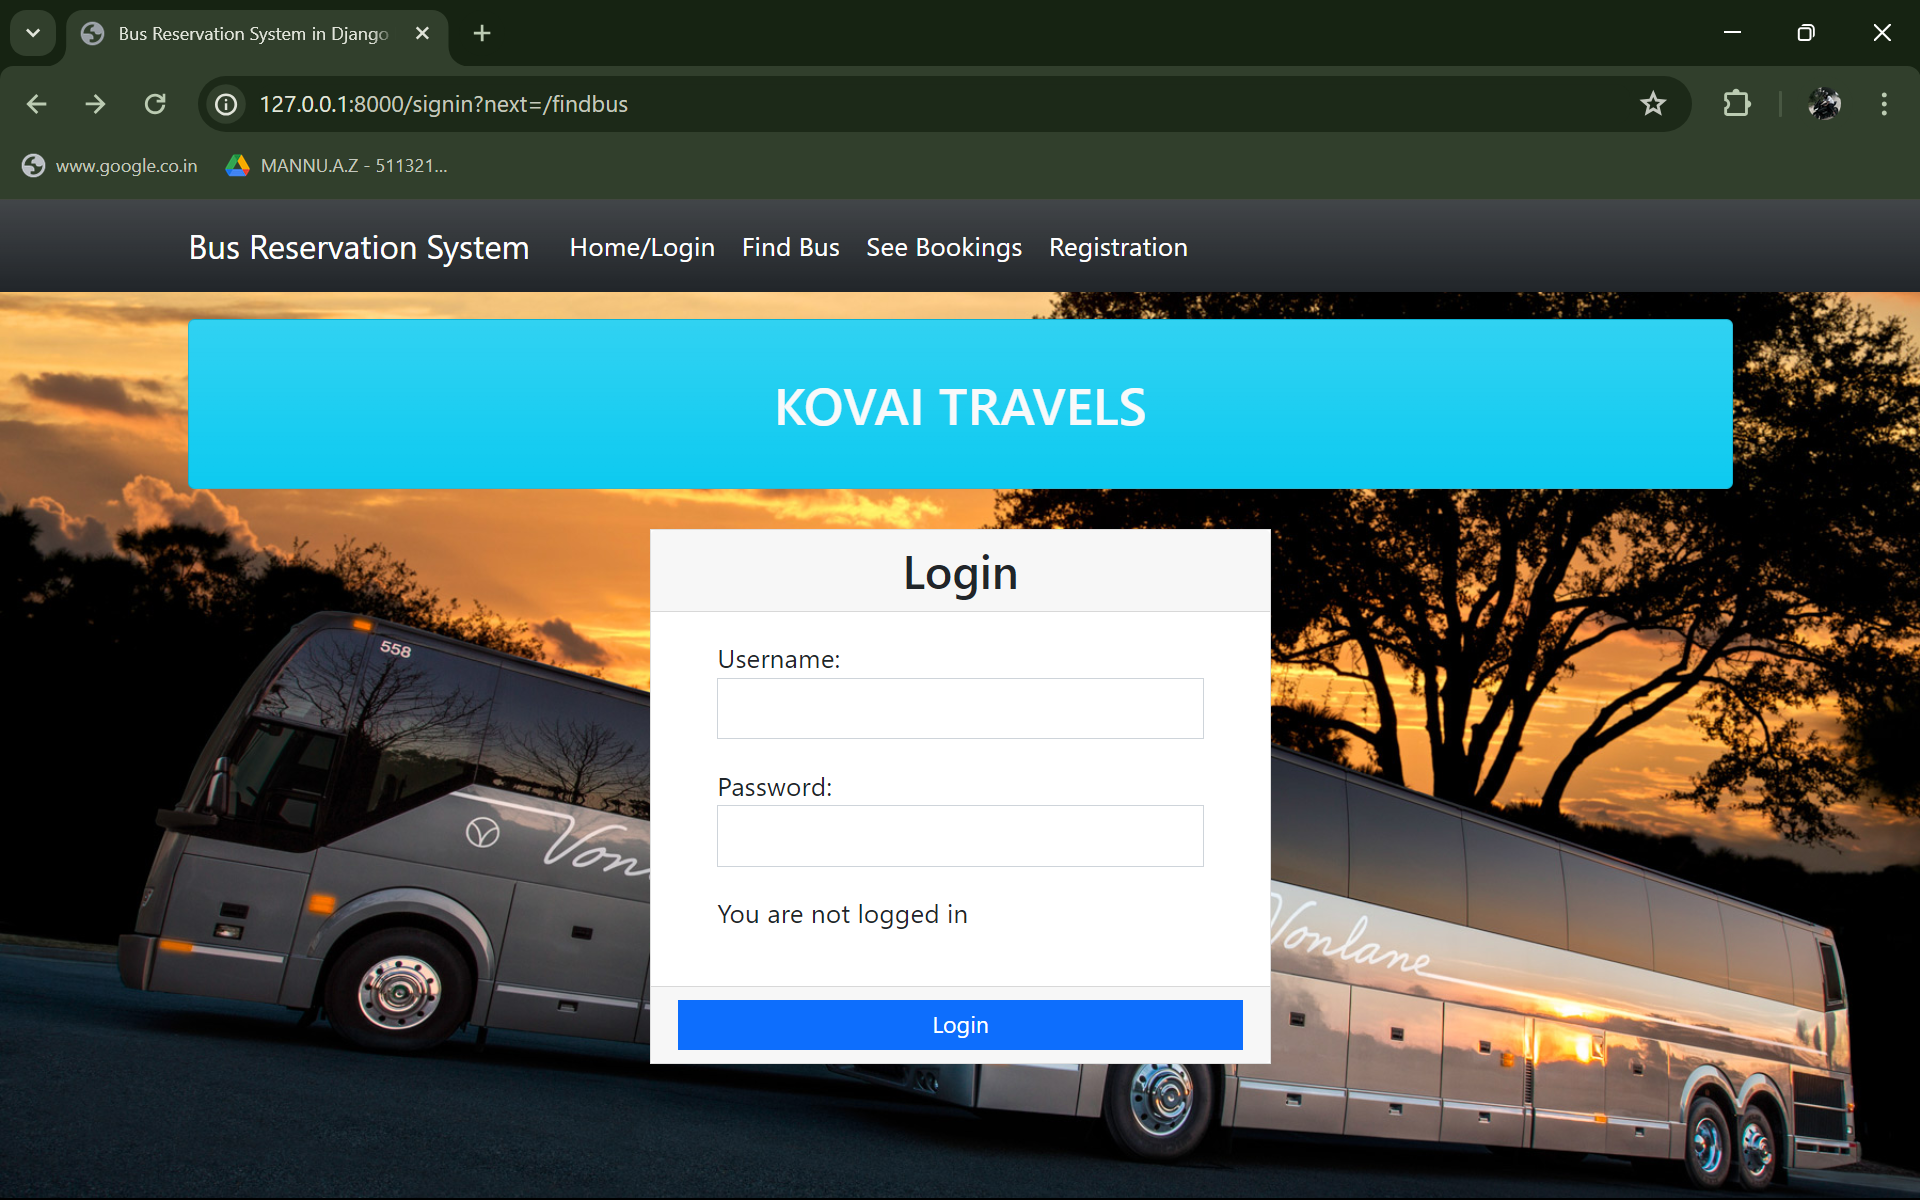 Bus Reservation System in Django
127.0.0.1:8000/signin?next=/findbus
www.google.co.in MANNU.A.Z - 511321...
Bus Reservation System Home/Login Find Bus See Bookings Registration
KOVAI TRAVELS
Login
Username:
558
Password:
Von
You are not logged in
Vonlane
Login